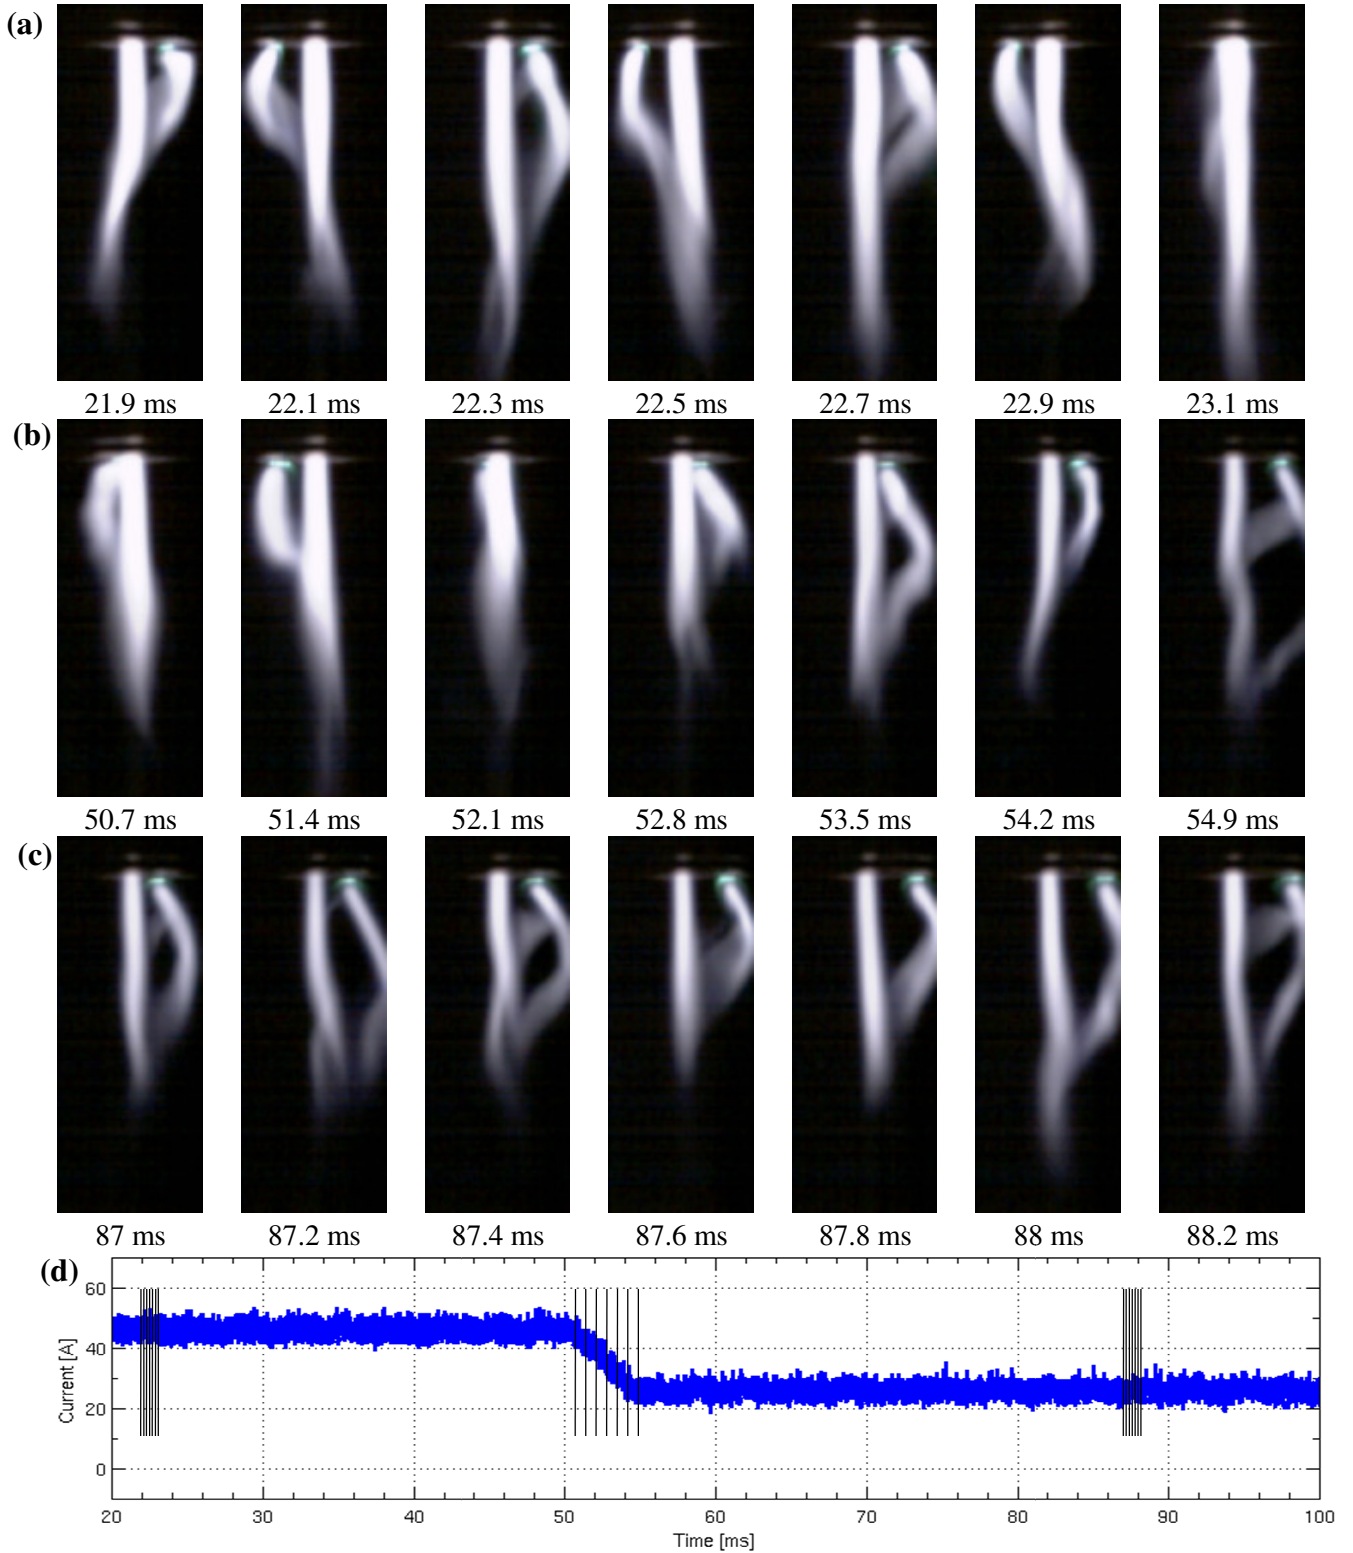 (a)
21.9 ms 22.1 ms 22.3 ms 22.5 ms 22.7 ms 22.9 ms 23.1 ms
(b)
50.7 ms 51.4 ms 52.1 ms 52.8 ms 53.5 ms 54.2 ms 54.9 ms
(c)
87 ms 87.2 ms 87.4 ms 87.6 ms 87.8 ms 88 ms 88.2 ms
(d)
60
40
20
0
Current [A]
20 30 40 50 60 70 80 90 100
Time [ms]